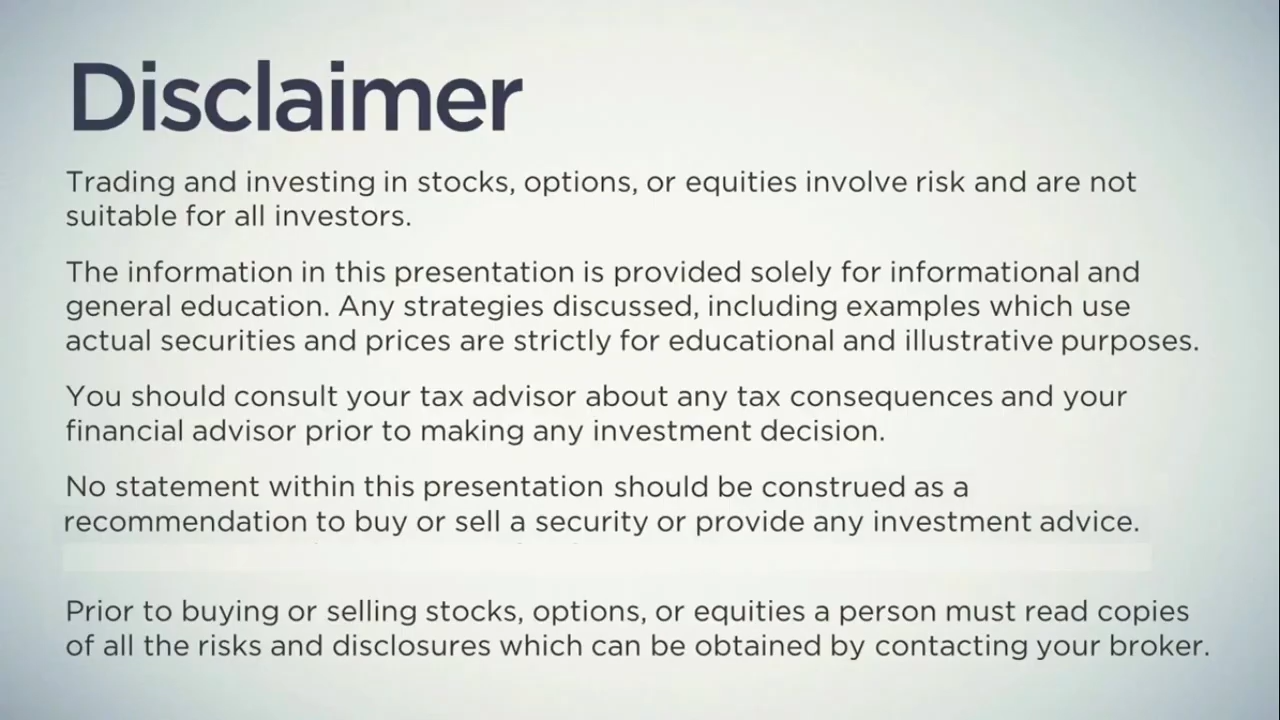 Disclaimer
Trading and investing in stocks, options, or equities involve risk and are not
suitable for all investors.
The information in this presentation is provided solely for informational and
general education. Any strategies discussed, including examples which use
actual securities and prices are strictly for educational and illustrative purposes.
You should consult your tax advisor about any tax consequences and your
financial advisor prior to making any investment decision.
No statement within this presentation should be construed as a
recommendation to buy or sell a security or provide any investment advice.
Prior to buying or selling stocks, options, or equities a person must read copies
of all the risks and disclosures which can be obtained by contacting your broker.